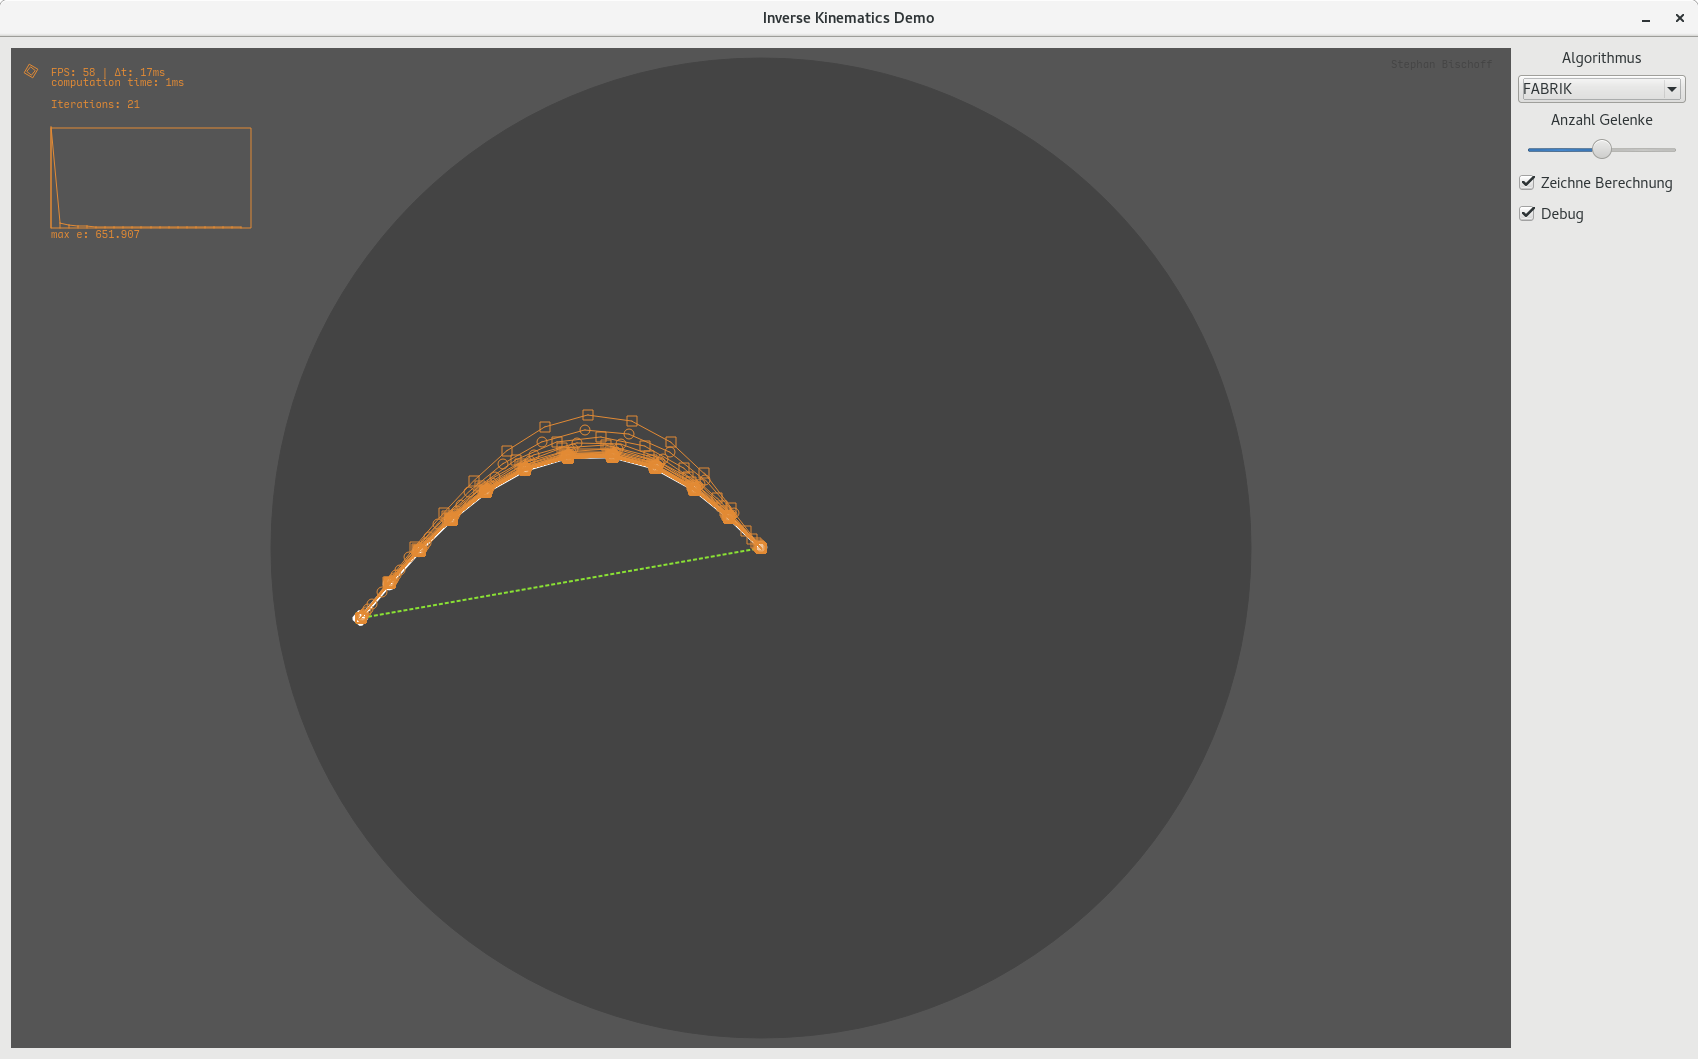 Inverse Kinematics Demo
FPS: 58 | Δt: 17ms
computation time: 1ms
Iterations: 21
max e: 651.907
Stephan Bischoff
Algorithmus
FABRIK
Anzahl Gelenke
Zeichne Berechnung
Debug